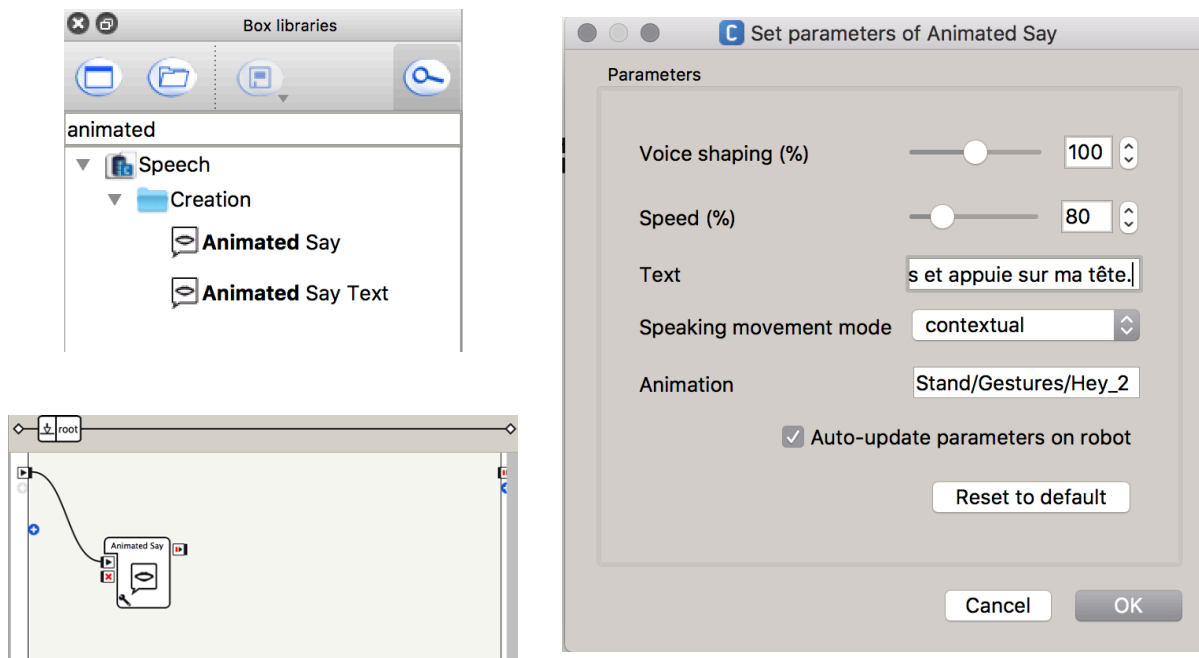 Box libraries
animated
Speech
Creation
Animated Say
Animated Say Text
root
Animated Say
Set parameters of Animated Say
Parameters
Voice shaping (%) 100
Speed (%) 80
Text s et appuie sur ma tête.
Speaking movement mode contextual
Animation Stand/Gestures/Hey_2
Auto-update parameters on robot
Reset to default
Cancel OK